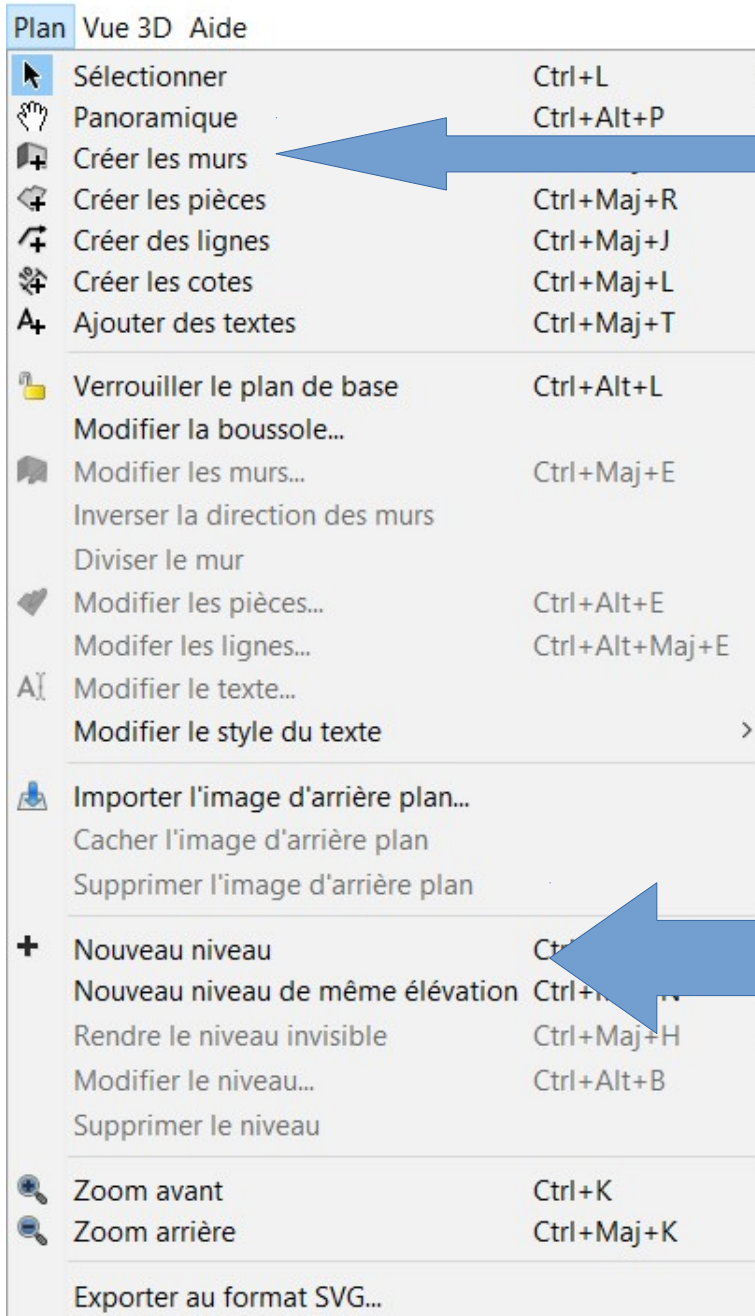 Plan Vue 3D Aide
Sélectionner Ctrl+L
Panoramique Ctrl+Alt+P
Créer les murs
Créer les pièces Ctrl+Maj+R
Créer des lignes Ctrl+Maj+J
Créer les cotes Ctrl+Maj+L
Ajouter des textes Ctrl+Maj+T
Verrouiller le plan de base Ctrl+Alt+L
Modifier la boussole...
Modifier les murs... Ctrl+Maj+E
Inverser la direction des murs
Diviser le mur
Modifier les pièces... Ctrl+Alt+E
Modifer les lignes... Ctrl+Alt+Maj+E
Modifier le texte...
Modifier le style du texte
Importer l'image d'arrière plan...
Cacher l'image d'arrière plan
Supprimer l'image d'arrière plan
Nouveau niveau
Nouveau niveau de même élévation
Rendre le niveau invisible Ctrl+Maj+H
Modifier le niveau... Ctrl+Alt+B
Supprimer le niveau
Zoom avant Ctrl+K
Zoom arrière Ctrl+Maj+K
Exporter au format SVG...